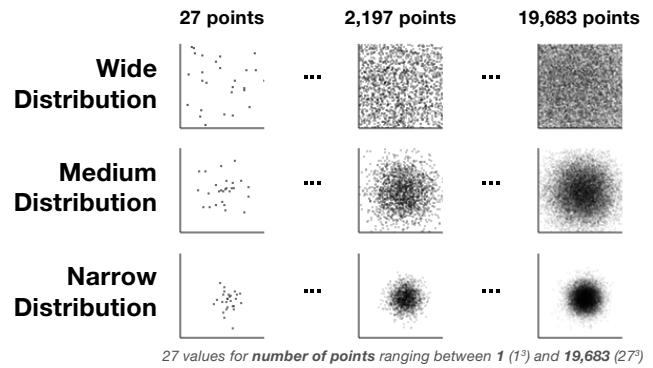 27 points 2,197 points 19,683 points
Wide ... ...
Distribution
Medium ... ...
Distribution
Narrow ... ...
Distribution
27 values for number of points ranging between 1 (1³) and 19,683 (27³)